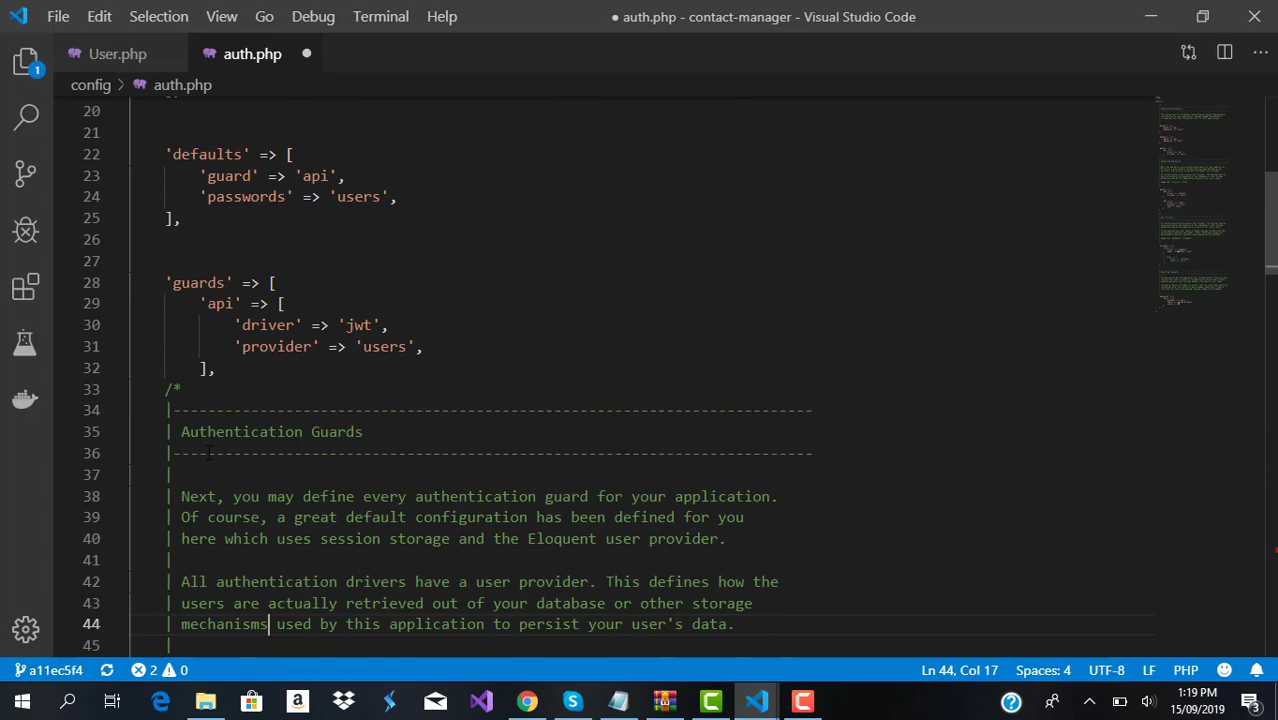 File Edit Selection View Go Debug Terminal Help ● auth.php - contact-manager - Visual Studio Code
User.php auth.php
config > auth.php
1
20
21
22 'defaults' => [
23 'guard' => 'api',
24 'passwords' => 'users',
25 ],
26
27
28 'guards' => [
29 'api' => [
30 'driver' => 'jwt',
31 'provider' => 'users',
32 ],
33 /*
34 |--------------------------------------------------------------------------
35 | Authentication Guards
36 |--------------------------------------------------------------------------
37 |
38 | Next, you may define every authentication guard for your application.
39 | Of course, a great default configuration has been defined for you
40 | here which uses session storage and the Eloquent user provider.
41 |
42 | All authentication drivers have a user provider. This defines how the
43 | users are actually retrieved out of your database or other storage
44 | mechanisms used by this application to persist your user's data.
45 |
a11ec5f4 2 0 Ln 44, Col 17 Spaces: 4 UTF-8 LF PHP
1:19 PM
15/09/2019
3